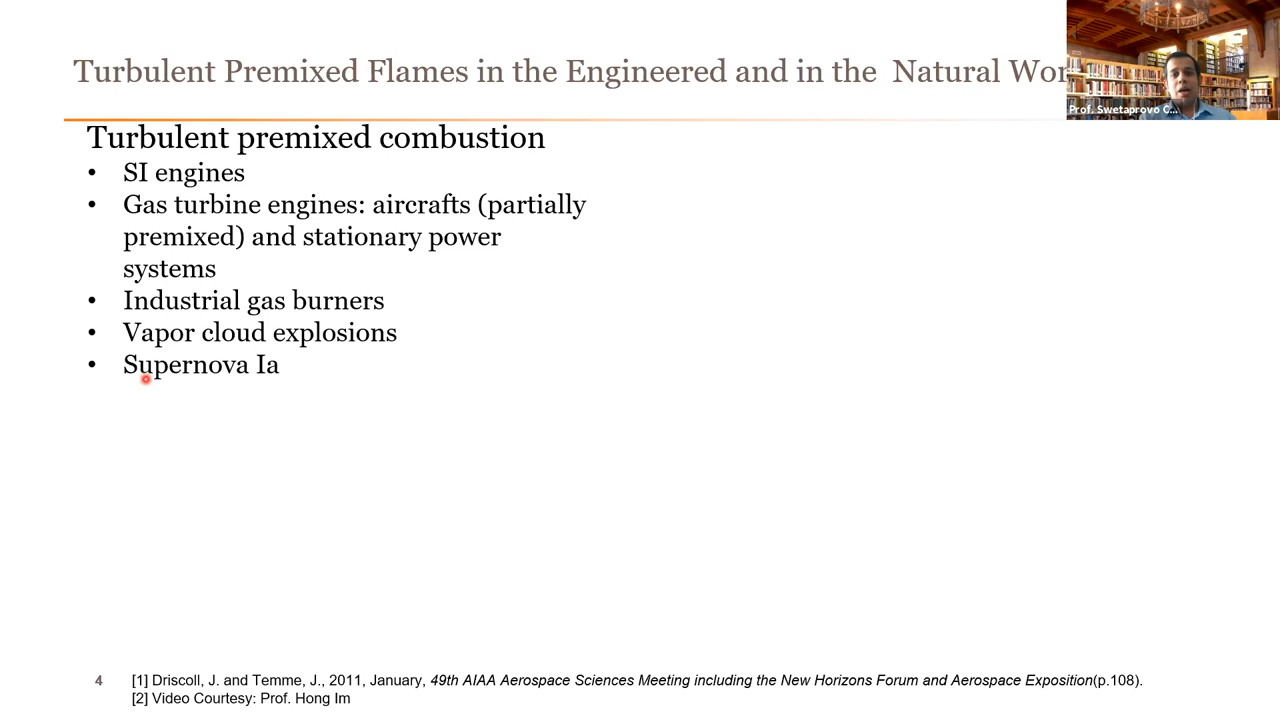 Turbulent Premixed Flames in the Engineered and in the Natural Wor
Prof. Swetaprovo C...
Turbulent premixed combustion
• SI engines
• Gas turbine engines: aircrafts (partially
premixed) and stationary power
systems
• Industrial gas burners
• Vapor cloud explosions
• Supernova Ia
4 [1] Driscoll, J. and Temme, J., 2011, January, 49th AIAA Aerospace Sciences Meeting including the New Horizons Forum and Aerospace Exposition(p.108).
[2] Video Courtesy: Prof. Hong Im